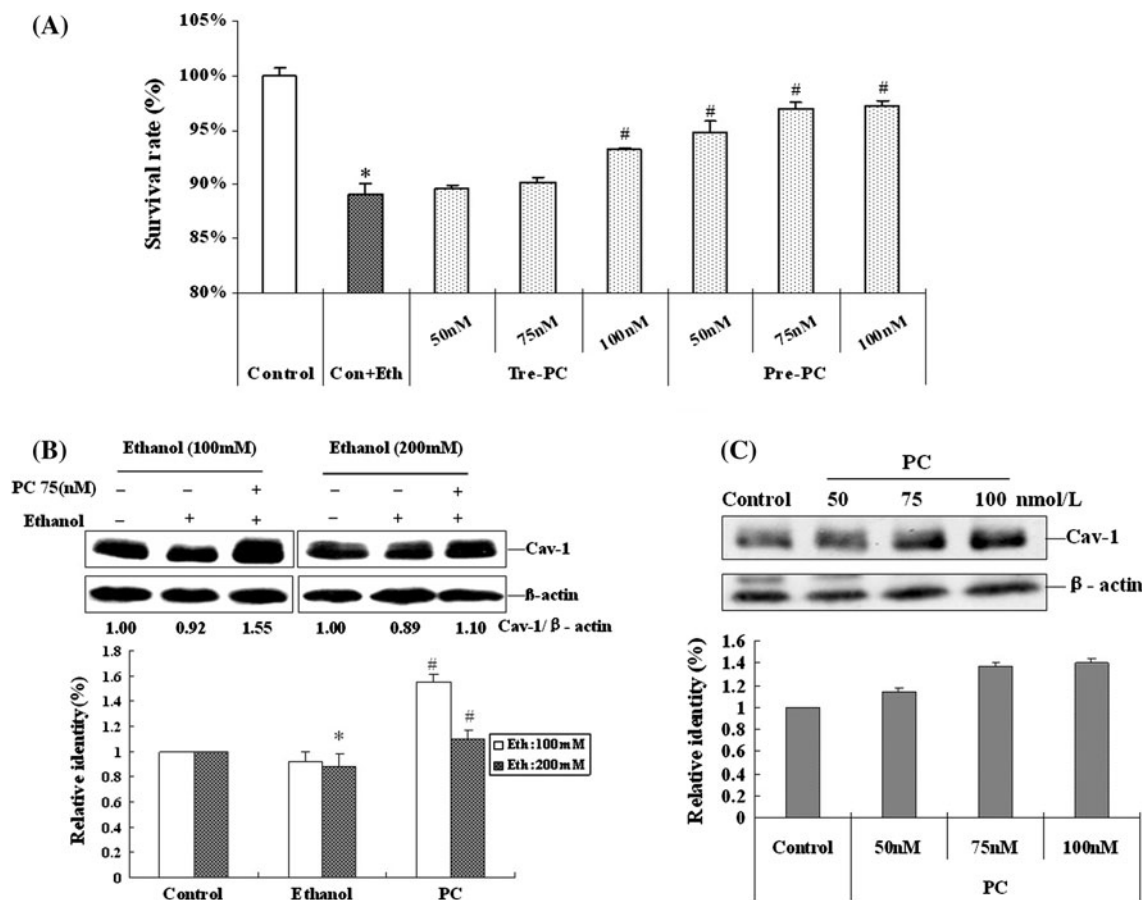 (A)
Survival rate (%)
105%
100%
95%
90%
85%
80%
*
#
#
#
#
50nM 75nM 100nM 50nM 75nM 100nM
Control Con+Eth Tre-PC Pre-PC
(B)
Ethanol (100mM) Ethanol (200mM)
PC 75(nM) – – + – – +
Ethanol – + + – + +
Cav-1
ß-actin
1.00 0.92 1.55 1.00 0.89 1.10 Cav-1/β - actin
Relative identity(%)
1.8
1.6
1.4
1.2
1
0.8
0.6
0.4
0.2
0
#
#
*
Eth:100mM
Eth:200mM
Control Ethanol PC
(C)
PC
Control 50 75 100 nmol/L
Cav-1
β - actin
Relative identity (%)
1.6
1.4
1.2
1
0.8
0.6
0.4
0.2
0
Control 50nM 75nM 100nM
PC